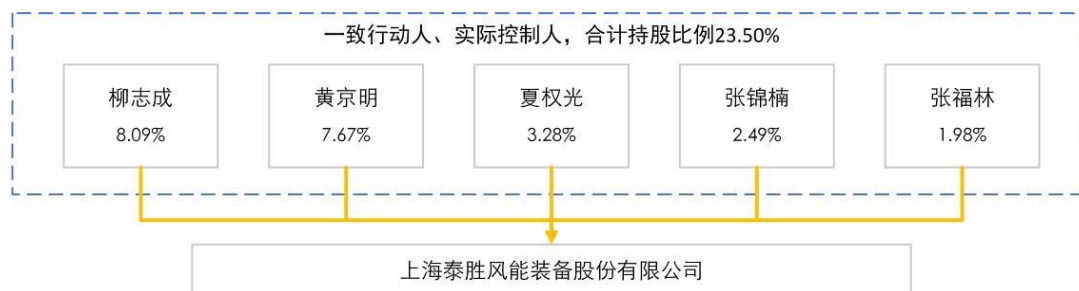 一致行动人、实际控制人，合计持股比例23.50%
柳志成
8.09%
黄京明
7.67%
夏权光
3.28%
张锦楠
2.49%
张福林
1.98%
上海泰胜风能装备股份有限公司